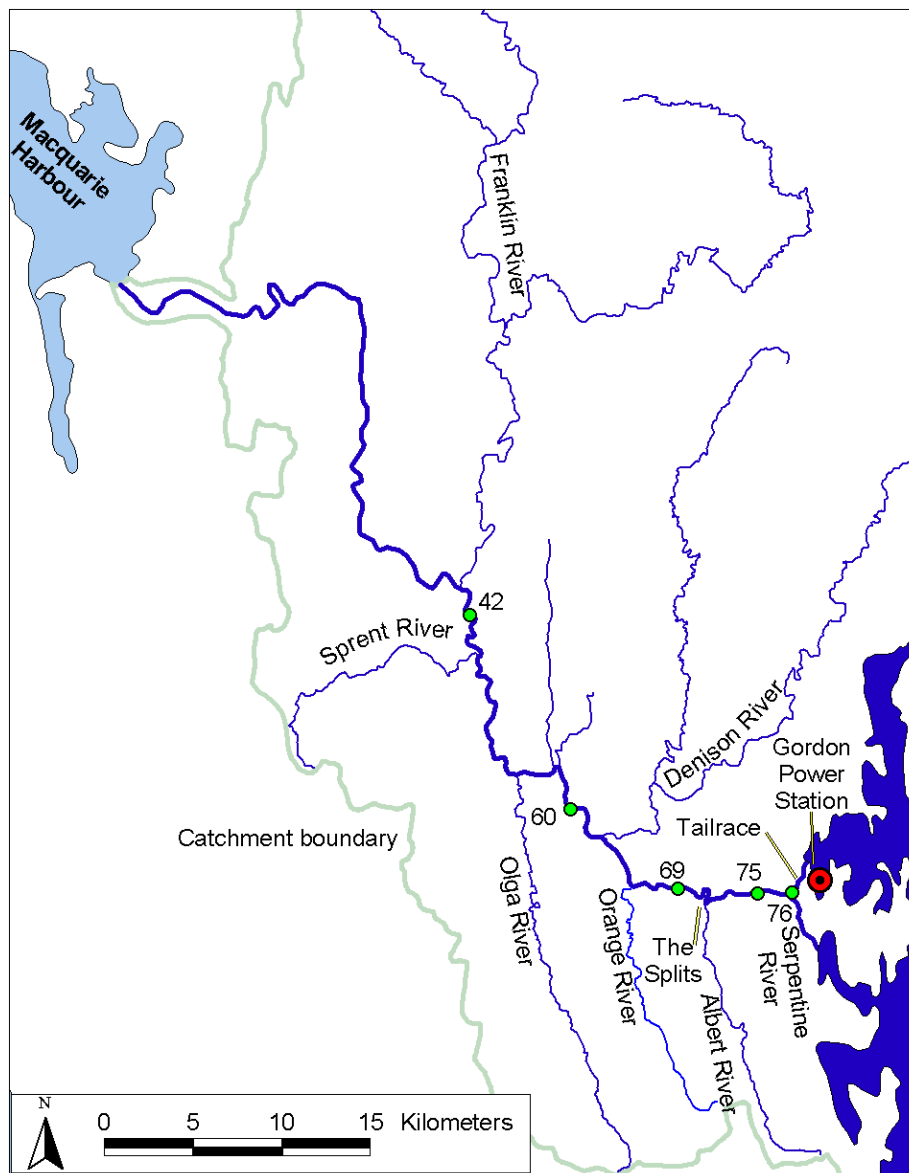 Macquarie
Harbour
Franklin River
42
Sprent River
Denison River
Gordon
Power
Station
60
Tailrace
Catchment boundary
69
75
76
Olga River
Orange River
The
Splits
Albert River
Serpentine
River
N
0 5 10 15 Kilometers